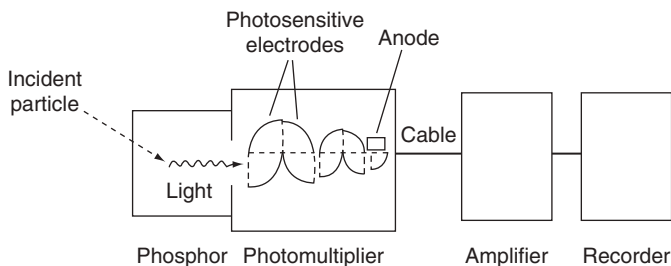 Photosensitive
electrodes
Anode
Incident
particle
Cable
Light
Phosphor Photomultiplier Amplifier Recorder